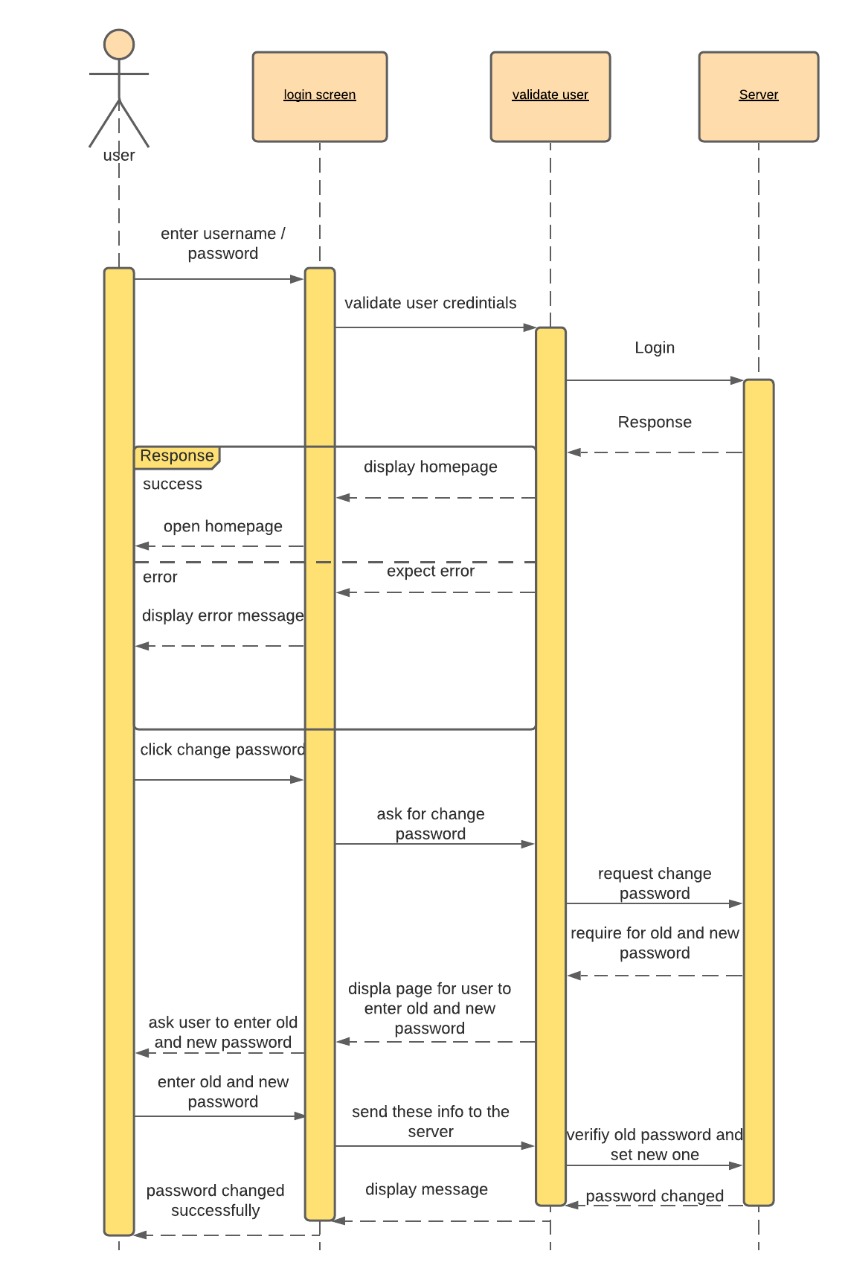 login screen
validate user
Server
user
enter username /
password
validate user credintials
Login
Response
Response
display homepage
success
open homepage
expect error
error
display error message
click change password
ask for change
password
request change
password
require for old and new
password
displa page for user to
enter old and new
password
ask user to enter old
and new password
enter old and new
password
send these info to the
server
verifiy old password and
set new one
password changed
display message
password changed
successfully